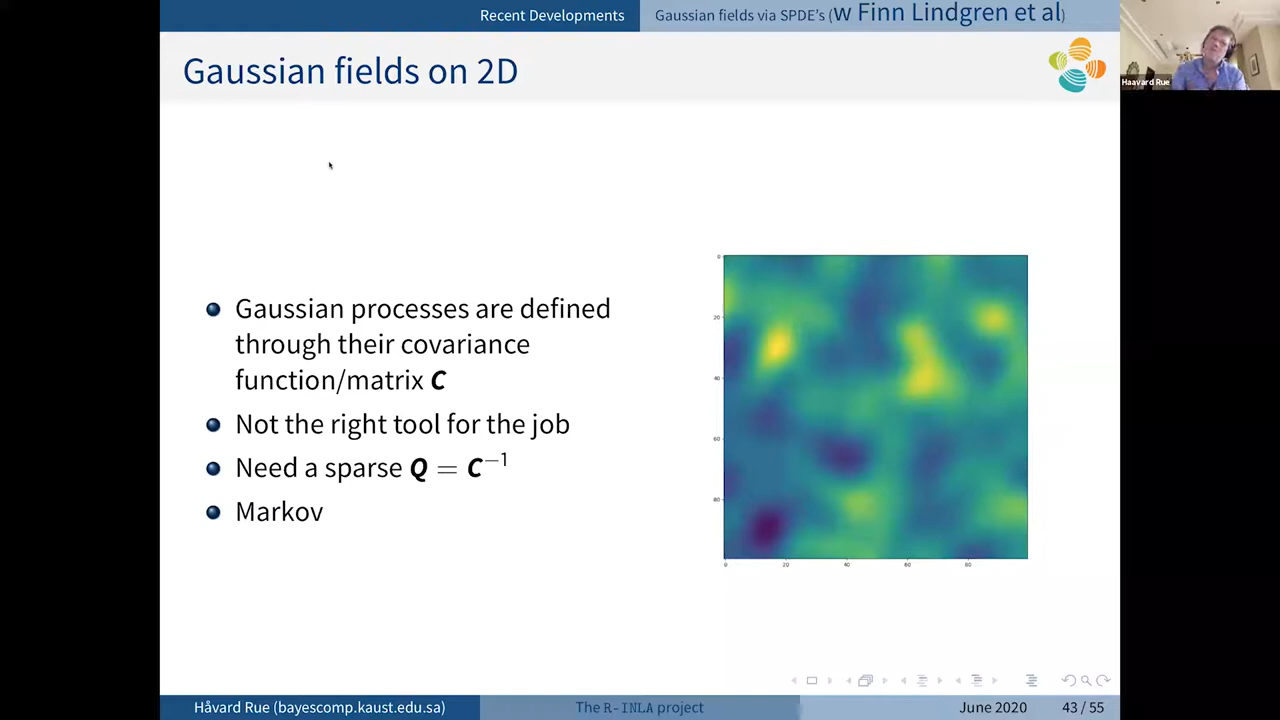 Recent Developments
Gaussian fields via SPDE's (w Finn Lindgren et al)
Gaussian fields on 2D
Haavard Rue
Gaussian processes are defined
through their covariance
function/matrix C
Not the right tool for the job
Need a sparse Q = C⁻¹
Markov
0
20
40
60
80
0
20
40
60
80
Håvard Rue (bayescomp.kaust.edu.sa)
The R-INLA project
June 2020
43 / 55